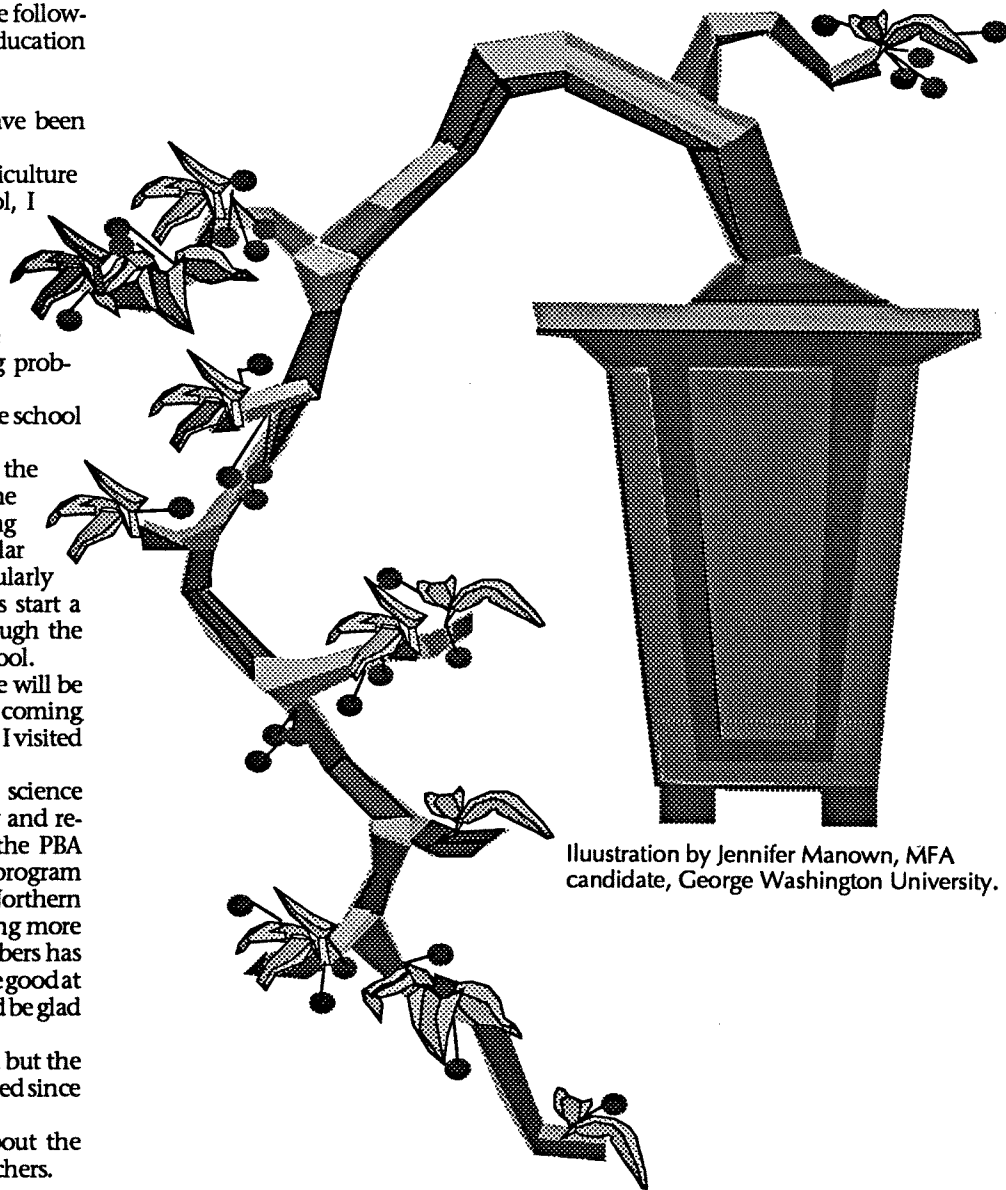 e follow-
ducation
ave been
iculture
ol, I
g prob-
e school
the
ne
ng
lar
ularly
s start a
ugh the
ool.
e will be
coming
I visited
science
y and re-
the PBA
program
Northern
ng more
bers has
e good at
d be glad
but the
ed since
bout the
chers.
Iluustration by Jennifer Manown, MFA
candidate, George Washington University.